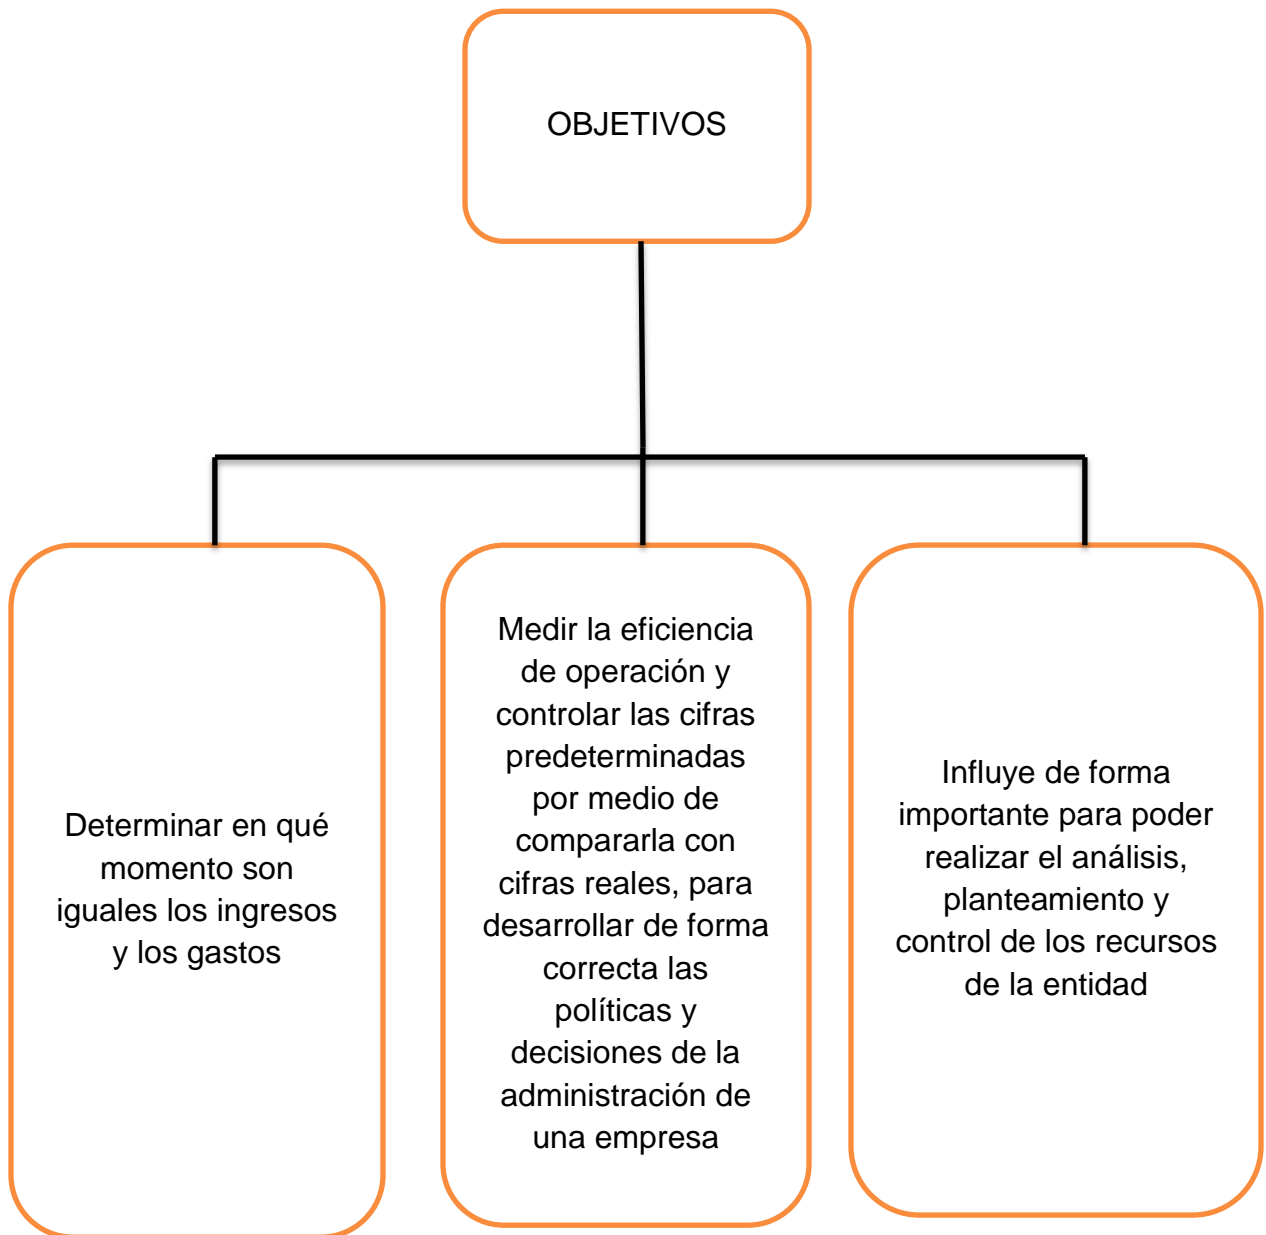 OBJETIVOS
Determinar en qué
momento son
iguales los ingresos
y los gastos
Medir la eficiencia
de operación y
controlar las cifras
predeterminadas
por medio de
compararla con
cifras reales, para
desarrollar de forma
correcta las
políticas y
decisiones de la
administración de
una empresa
Influye de forma
importante para poder
realizar el análisis,
planteamiento y
control de los recursos
de la entidad